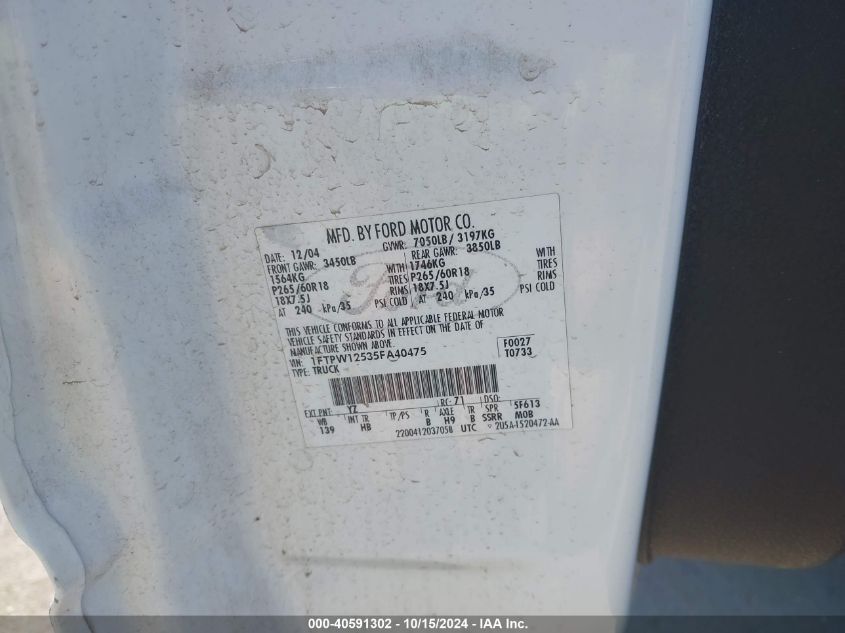 MFD. BY FORD MOTOR CO.
DATE: 12/04 GVWR: 7050LB / 3197KG
FRONT GAWR: 3450LB REAR GAWR: 3850LB
1564KG WITH 1746KG WITH
P265/60R18 TIRES P265/60R18 TIRES
18X7.5J RIMS 18X7.5J RIMS
AT 240 kPa/35 PSI COLD AT 240 kPa/35 PSI COLD
THIS VEHICLE CONFORMS TO ALL APPLICABLE FEDERAL MOTOR
VEHICLE SAFETY STANDARDS IN EFFECT ON THE DATE OF
MANUFACTURE SHOWN ABOVE.
VIN: 1FTPW12535FA40475 F0027
TYPE: TRUCK T0733
EXT PNT: YZ RC: 71 DSO:
WB INT TR TP/PS R AXLE TR SPR 5F613
139 HB B H9 B SSRR MOB
2200412037058 UTC 2U5A-1520472-AA
Ford
000-40591302 - 10/15/2024 - IAA Inc.